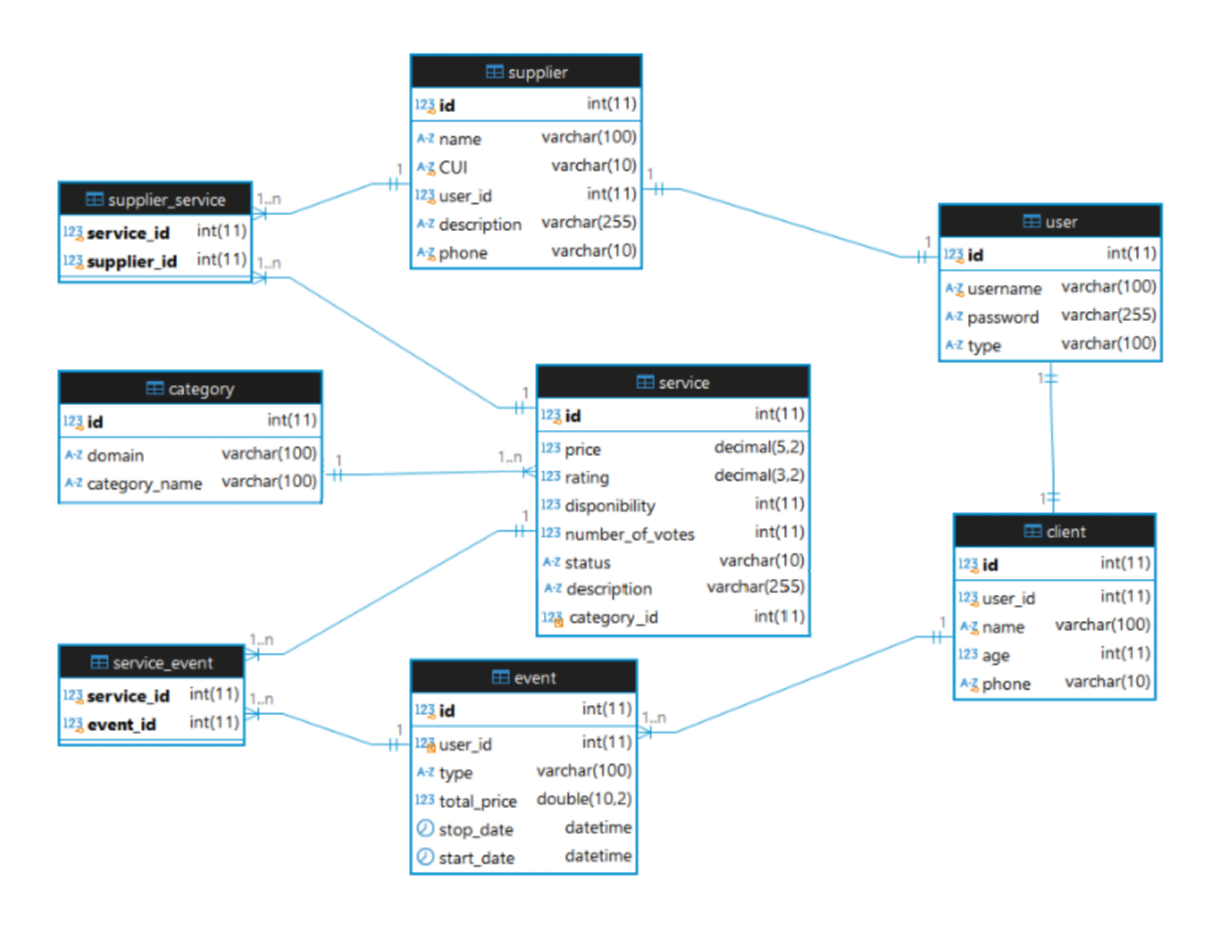 supplier
123 id int(11)
A-Z name varchar(100)
A-Z CUI varchar(10)
123 user_id int(11)
A-Z description varchar(255)
A-Z phone varchar(10)
1
1
1..n
supplier_service
123 service_id int(11)
123 supplier_id int(11)
1..n
user
1
123 id int(11)
A-Z username varchar(100)
A-Z password varchar(255)
A-Z type varchar(100)
1
category
123 id int(11)
A-Z domain varchar(100)
A-Z category_name varchar(100)
1
1..n
service
1
123 id int(11)
123 price decimal(5,2)
123 rating decimal(3,2)
123 disponibility int(11)
123 number_of_votes int(11)
A-Z status varchar(10)
A-Z description varchar(255)
123 category_id int(11)
1
1
client
123 id int(11)
123 user_id int(11)
A-Z name varchar(100)
123 age int(11)
A-Z phone varchar(10)
1
1..n
service_event
123 service_id int(11)
123 event_id int(11)
1..n
event
1
123 id int(11)
123 user_id int(11)
A-Z type varchar(100)
123 total_price double(10,2)
stop_date datetime
start_date datetime
1..n